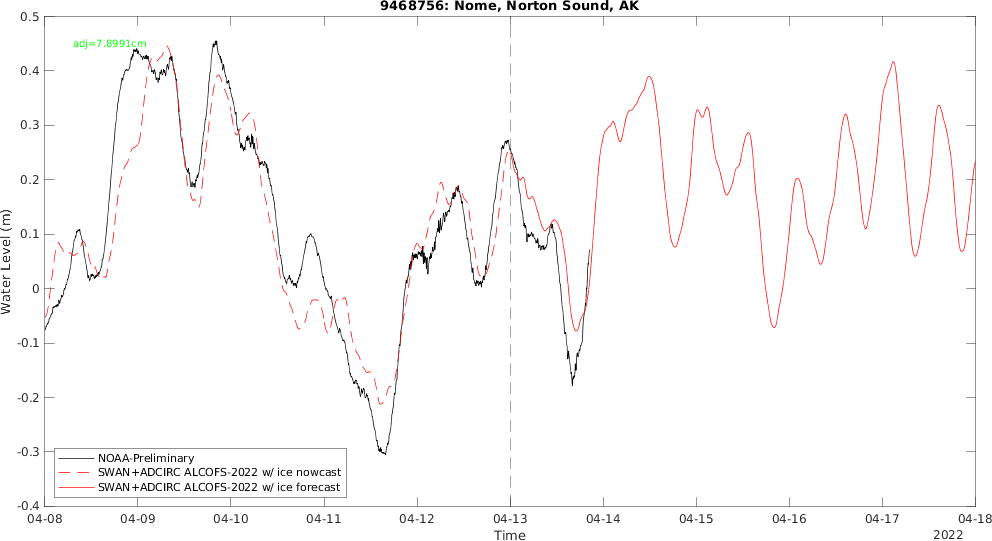 9468756: Nome, Norton Sound, AK
adj=7.8991cm
Water Level (m)
0.5
0.4
0.3
0.2
0.1
0
-0.1
-0.2
-0.3
-0.4
NOAA-Preliminary
SWAN+ADCIRC ALCOFS-2022 w/ ice nowcast
SWAN+ADCIRC ALCOFS-2022 w/ ice forecast
04-08 04-09 04-10 04-11 04-12 04-13 04-14 04-15 04-16 04-17 04-18
Time
2022